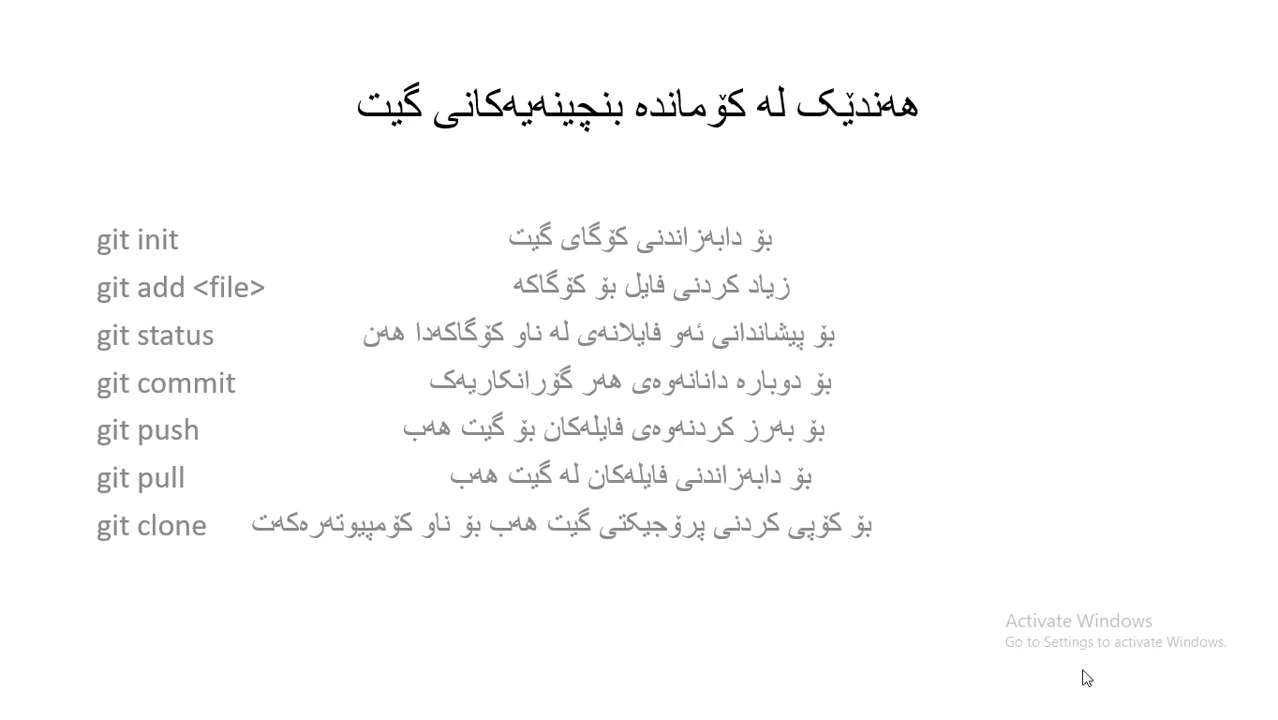 هەندێک لە کۆماندە بنچینەیەکانی گیت
git init بۆ دابەزاندنی کۆگای گیت
git add <file> زیاد کردنی فایل بۆ کۆگاکە
git status بۆ پیشاندانی ئەو فایلانەی لە ناو کۆگاکەدا هەن
git commit بۆ دوبارە دانانەوەی هەر گۆرانکاریەک
git push بۆ بەرز کردنەوەی فایلەکان بۆ گیت هەب
git pull بۆ دابەزاندنی فایلەکان لە گیت هەب
git clone بۆ کۆپی کردنی پرۆجیکتی گیت هەب بۆ ناو کۆمپیوتەرەکەت
Activate Windows
Go to Settings to activate Windows.